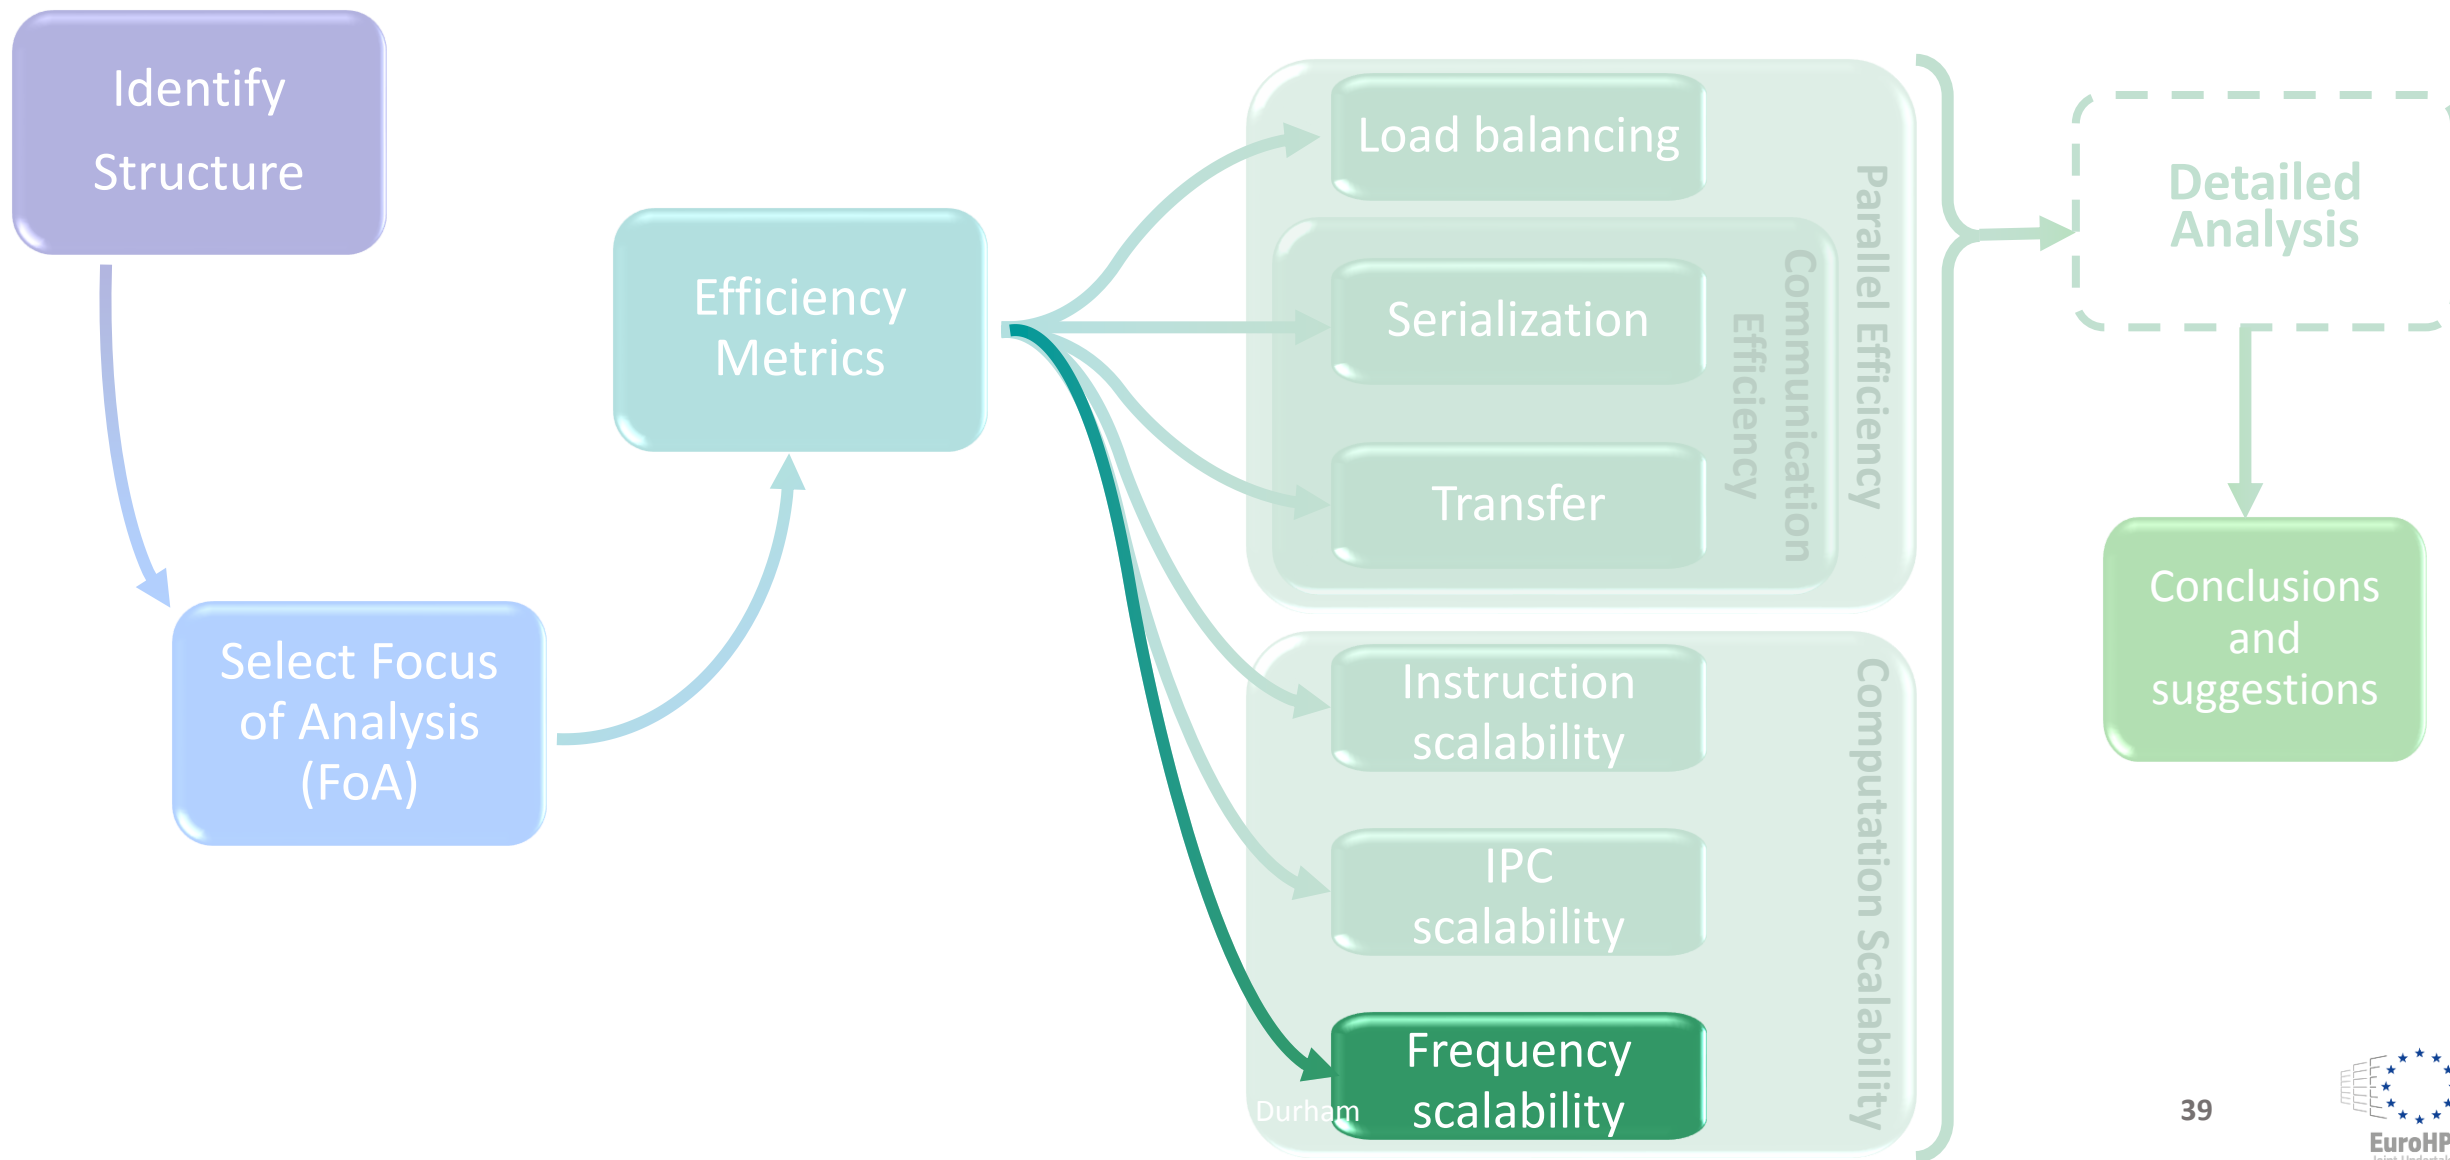 Identify
Structure
Select Focus
of Analysis
(FoA)
Efficiency
Metrics
Load balancing
Serialization
Transfer
Communication
Efficiency
Parallel Efficiency
Instruction
scalability
IPC
scalability
Frequency
scalability
Computation Scalability
Durham
Detailed
Analysis
Conclusions
and
suggestions
39
EuroHP